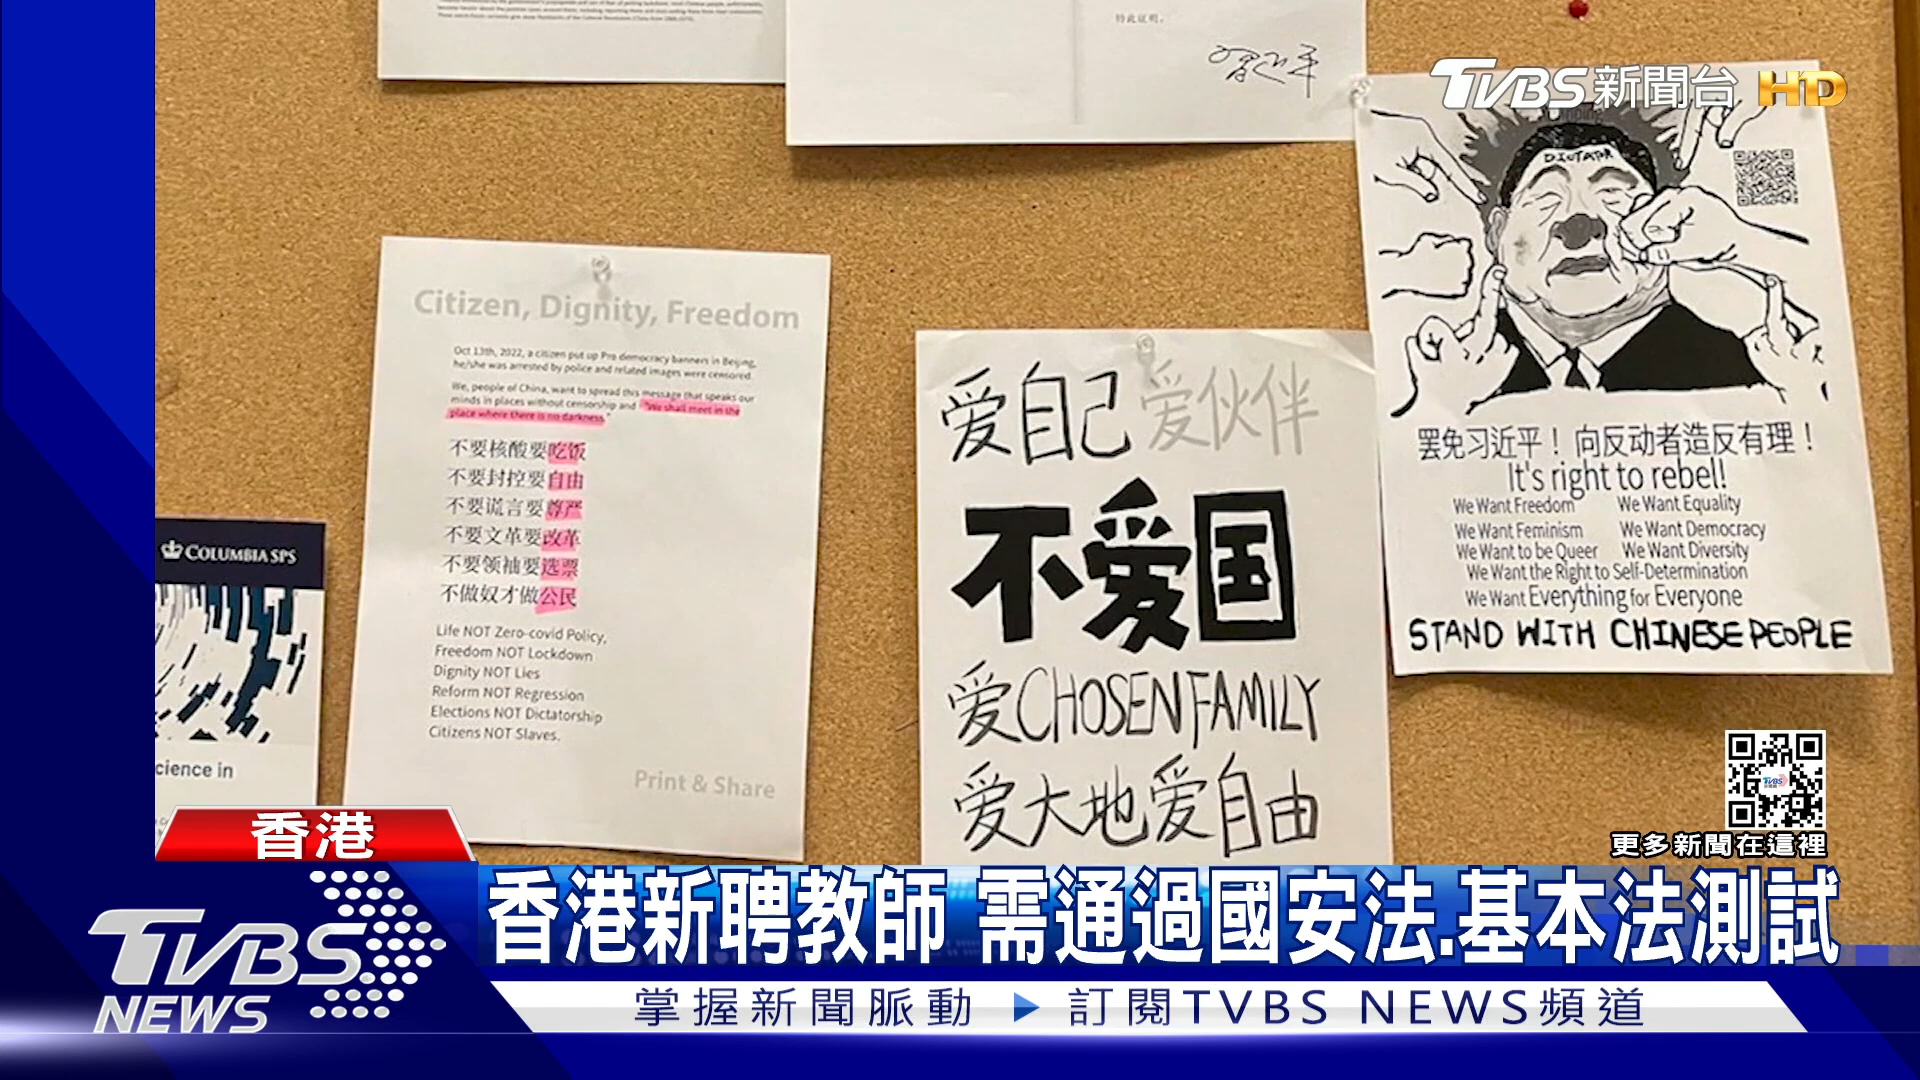 特此证明。
习近平
TVBS新聞台 HD
DICTATOR
Citizen, Dignity, Freedom
Oct 13th, 2022, a citizen put up Pro democracy banners in Beijing,
he/she was arrested by police and related images were censored.
We, people of China, want to spread this message that speaks our
minds in places without censorship and "We shall meet in the
place where there is no darkness."
不要核酸要吃饭
不要封控要自由
不要谎言要尊严
不要文革要改革
不要领袖要选票
不做奴才做公民
Life NOT Zero-covid Policy,
Freedom NOT Lockdown
Dignity NOT Lies
Reform NOT Regression
Elections NOT Dictatorship
Citizens NOT Slaves.
Print & Share
爱自己 爱伙伴
不爱国
爱CHOSEN FAMILY
爱大地爱自由
罢免习近平！ 向反动者造反有理！
It's right to rebel!
We Want Freedom We Want Equality
We Want Feminism We Want Democracy
We Want to be Queer We Want Diversity
We Want the Right to Self-Determination
We Want Everything for Everyone
STAND WITH CHINESE PEOPLE
COLUMBIA SPS
cience in
TVBS
更多新聞在這裡
香港
香港新聘教師 需通過國安法.基本法測試
TVBS NEWS
掌握新聞脈動 ▶ 訂閱TVBS NEWS頻道